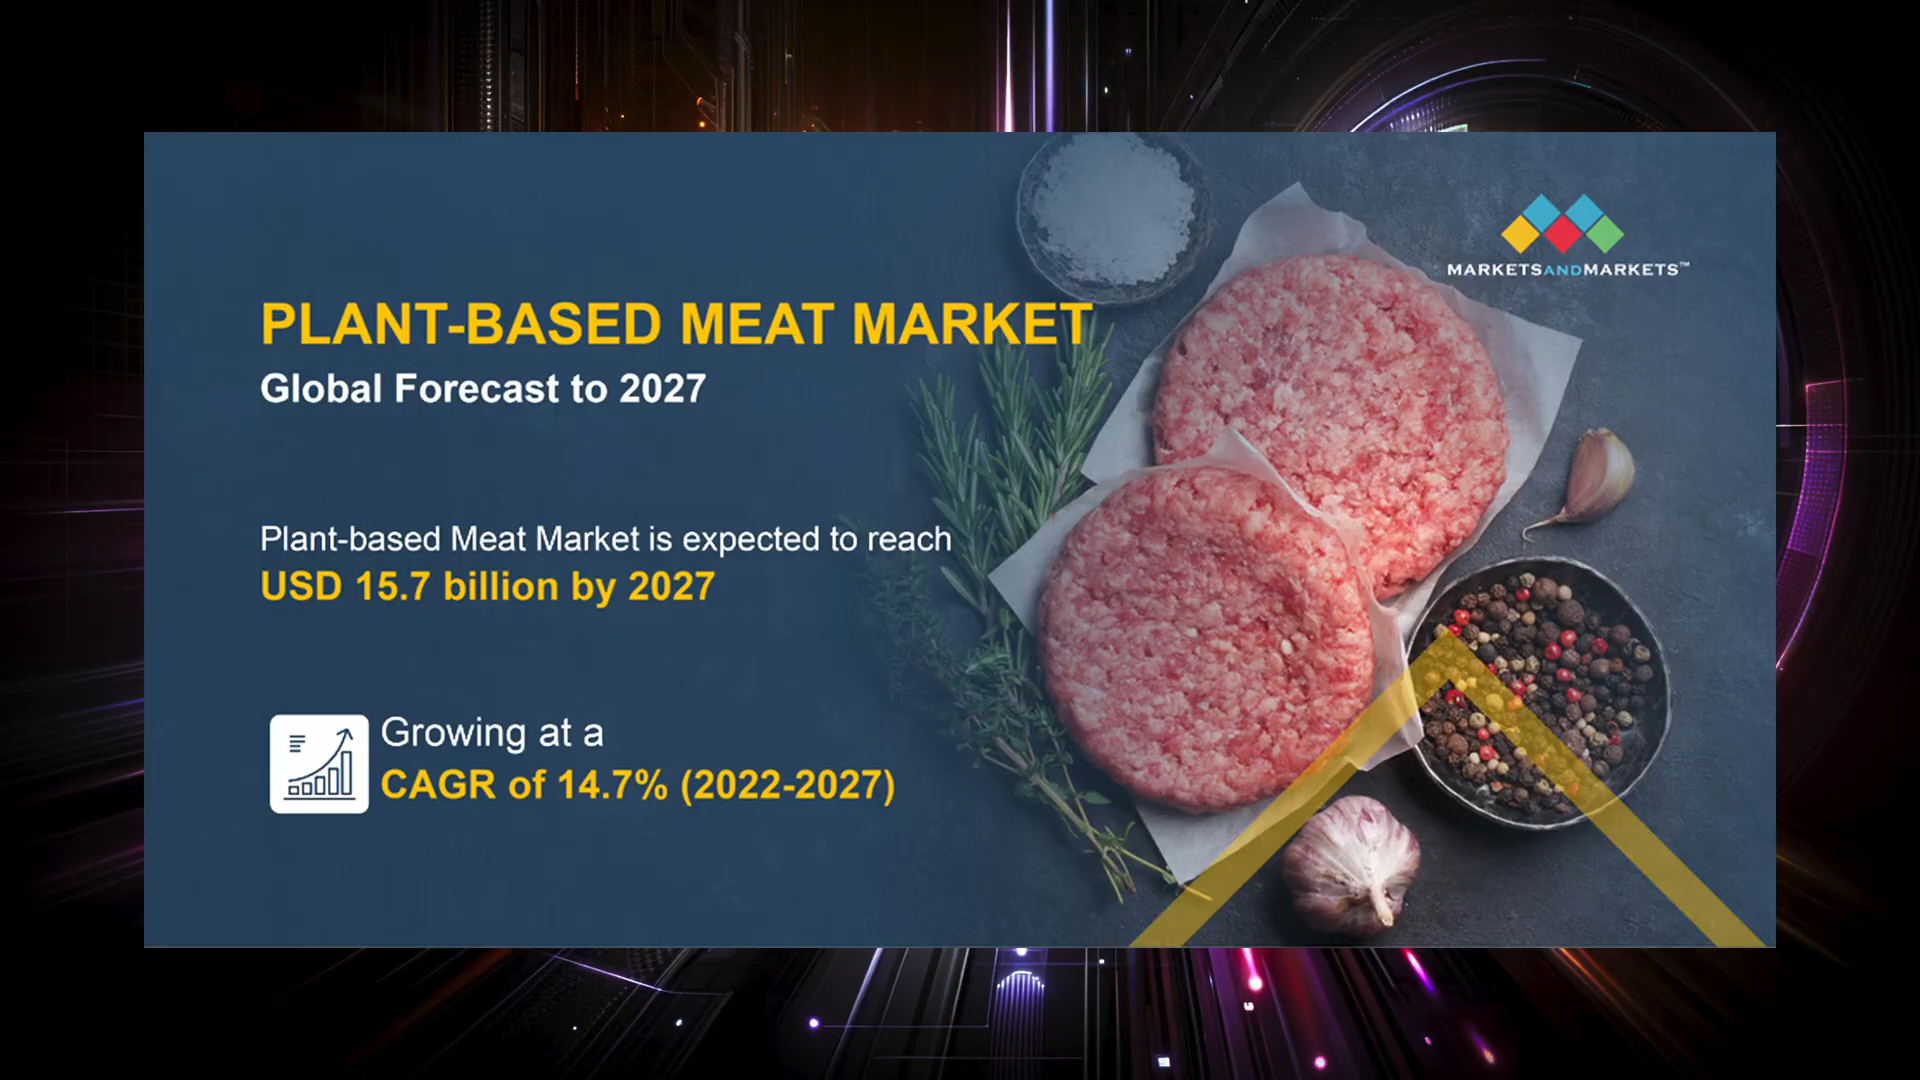 MARKETSANDMARKETS™
PLANT-BASED MEAT MARKET
Global Forecast to 2027
Plant-based Meat Market is expected to reach
USD 15.7 billion by 2027
Growing at a
CAGR of 14.7% (2022-2027)